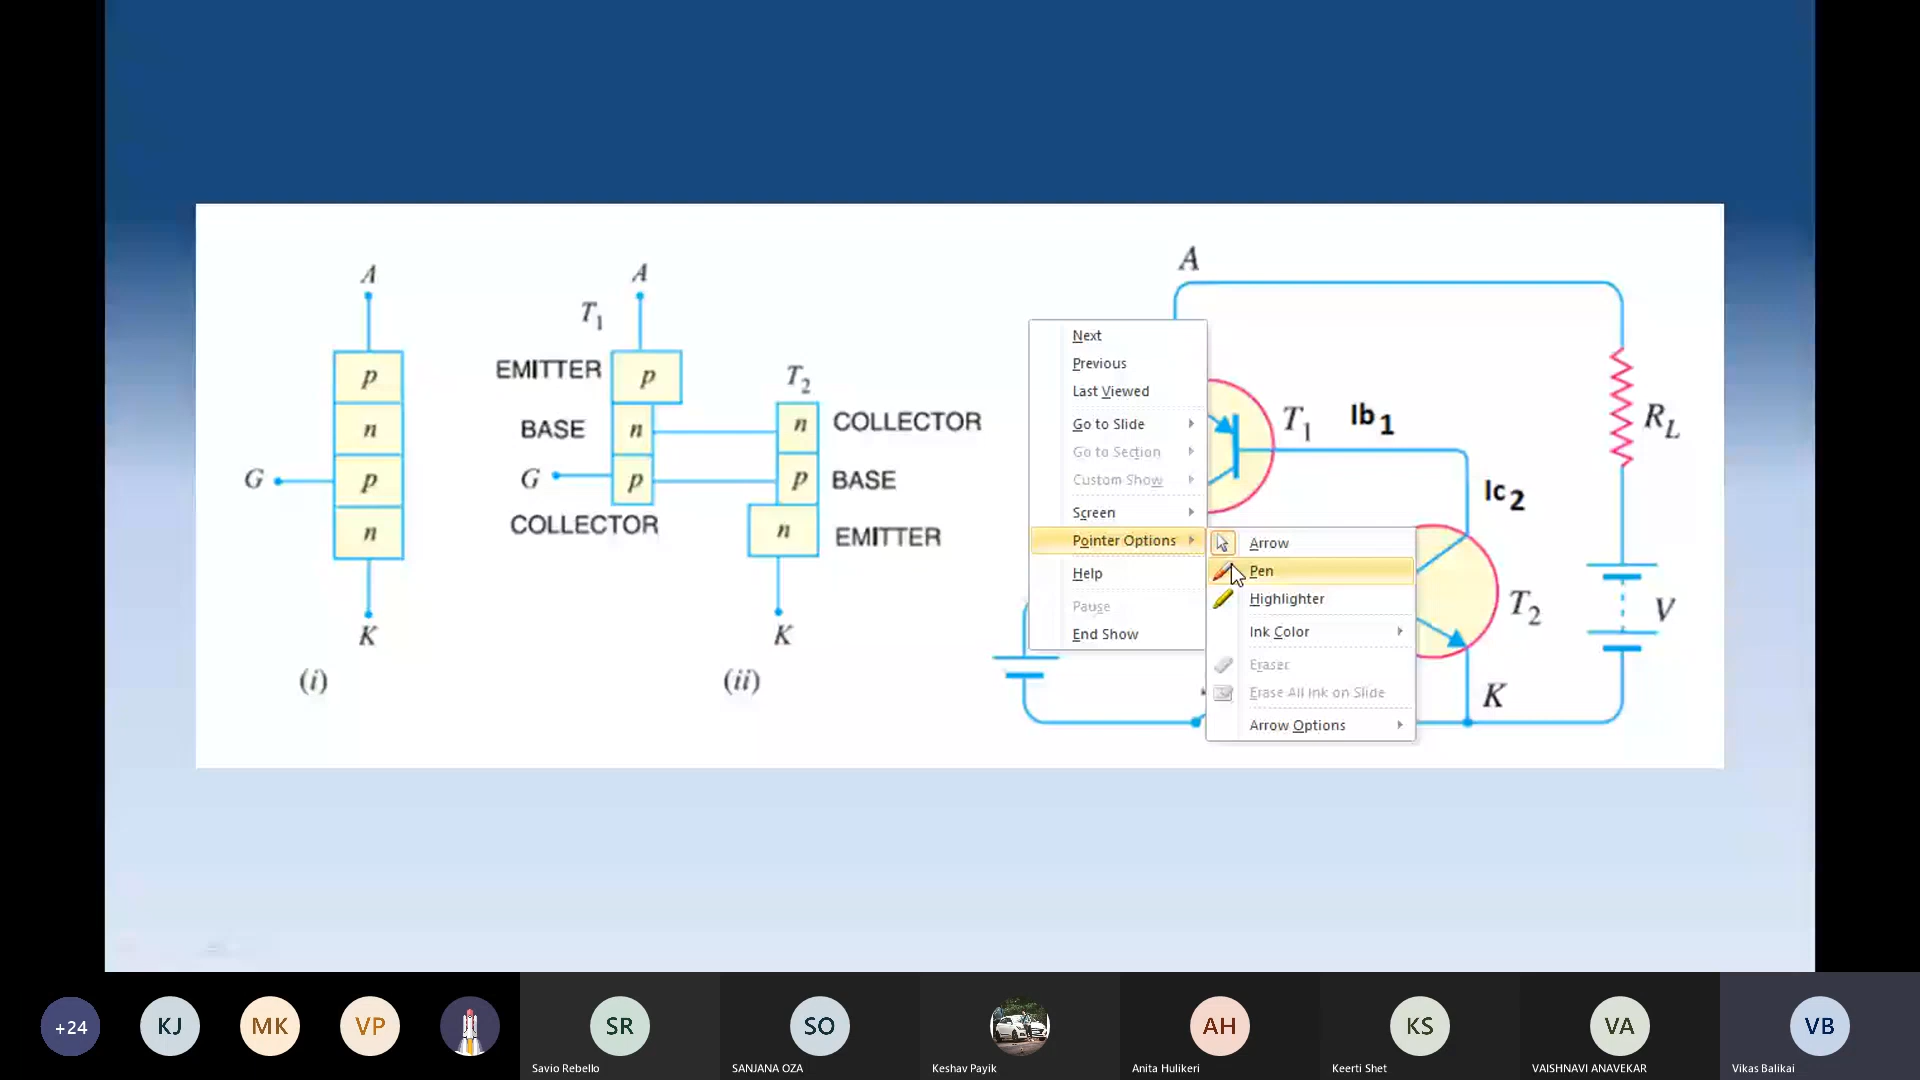 A
p
n
p
n
G
K
(i)
A
T1
EMITTER
p
BASE
n
G
p
COLLECTOR
T2
n
COLLECTOR
p
BASE
n
EMITTER
K
(ii)
A
T1
Ib1
Ic2
RL
T2
V
K
Next
Previous
Last Viewed
Go to Slide
Go to Section
Custom Show
Screen
Pointer Options
Help
Pause
End Show
Arrow
Pen
Highlighter
Ink Color
Eraser
Erase All Ink on Slide
Arrow Options
+24
KJ
MK
VP
SR
SO
AH
KS
VA
VB
Savio Rebello
SANJANA OZA
Keshav Payik
Anita Hulikeri
Keerti Shet
VAISHNAVI ANAVEKAR
Vikas Balikai